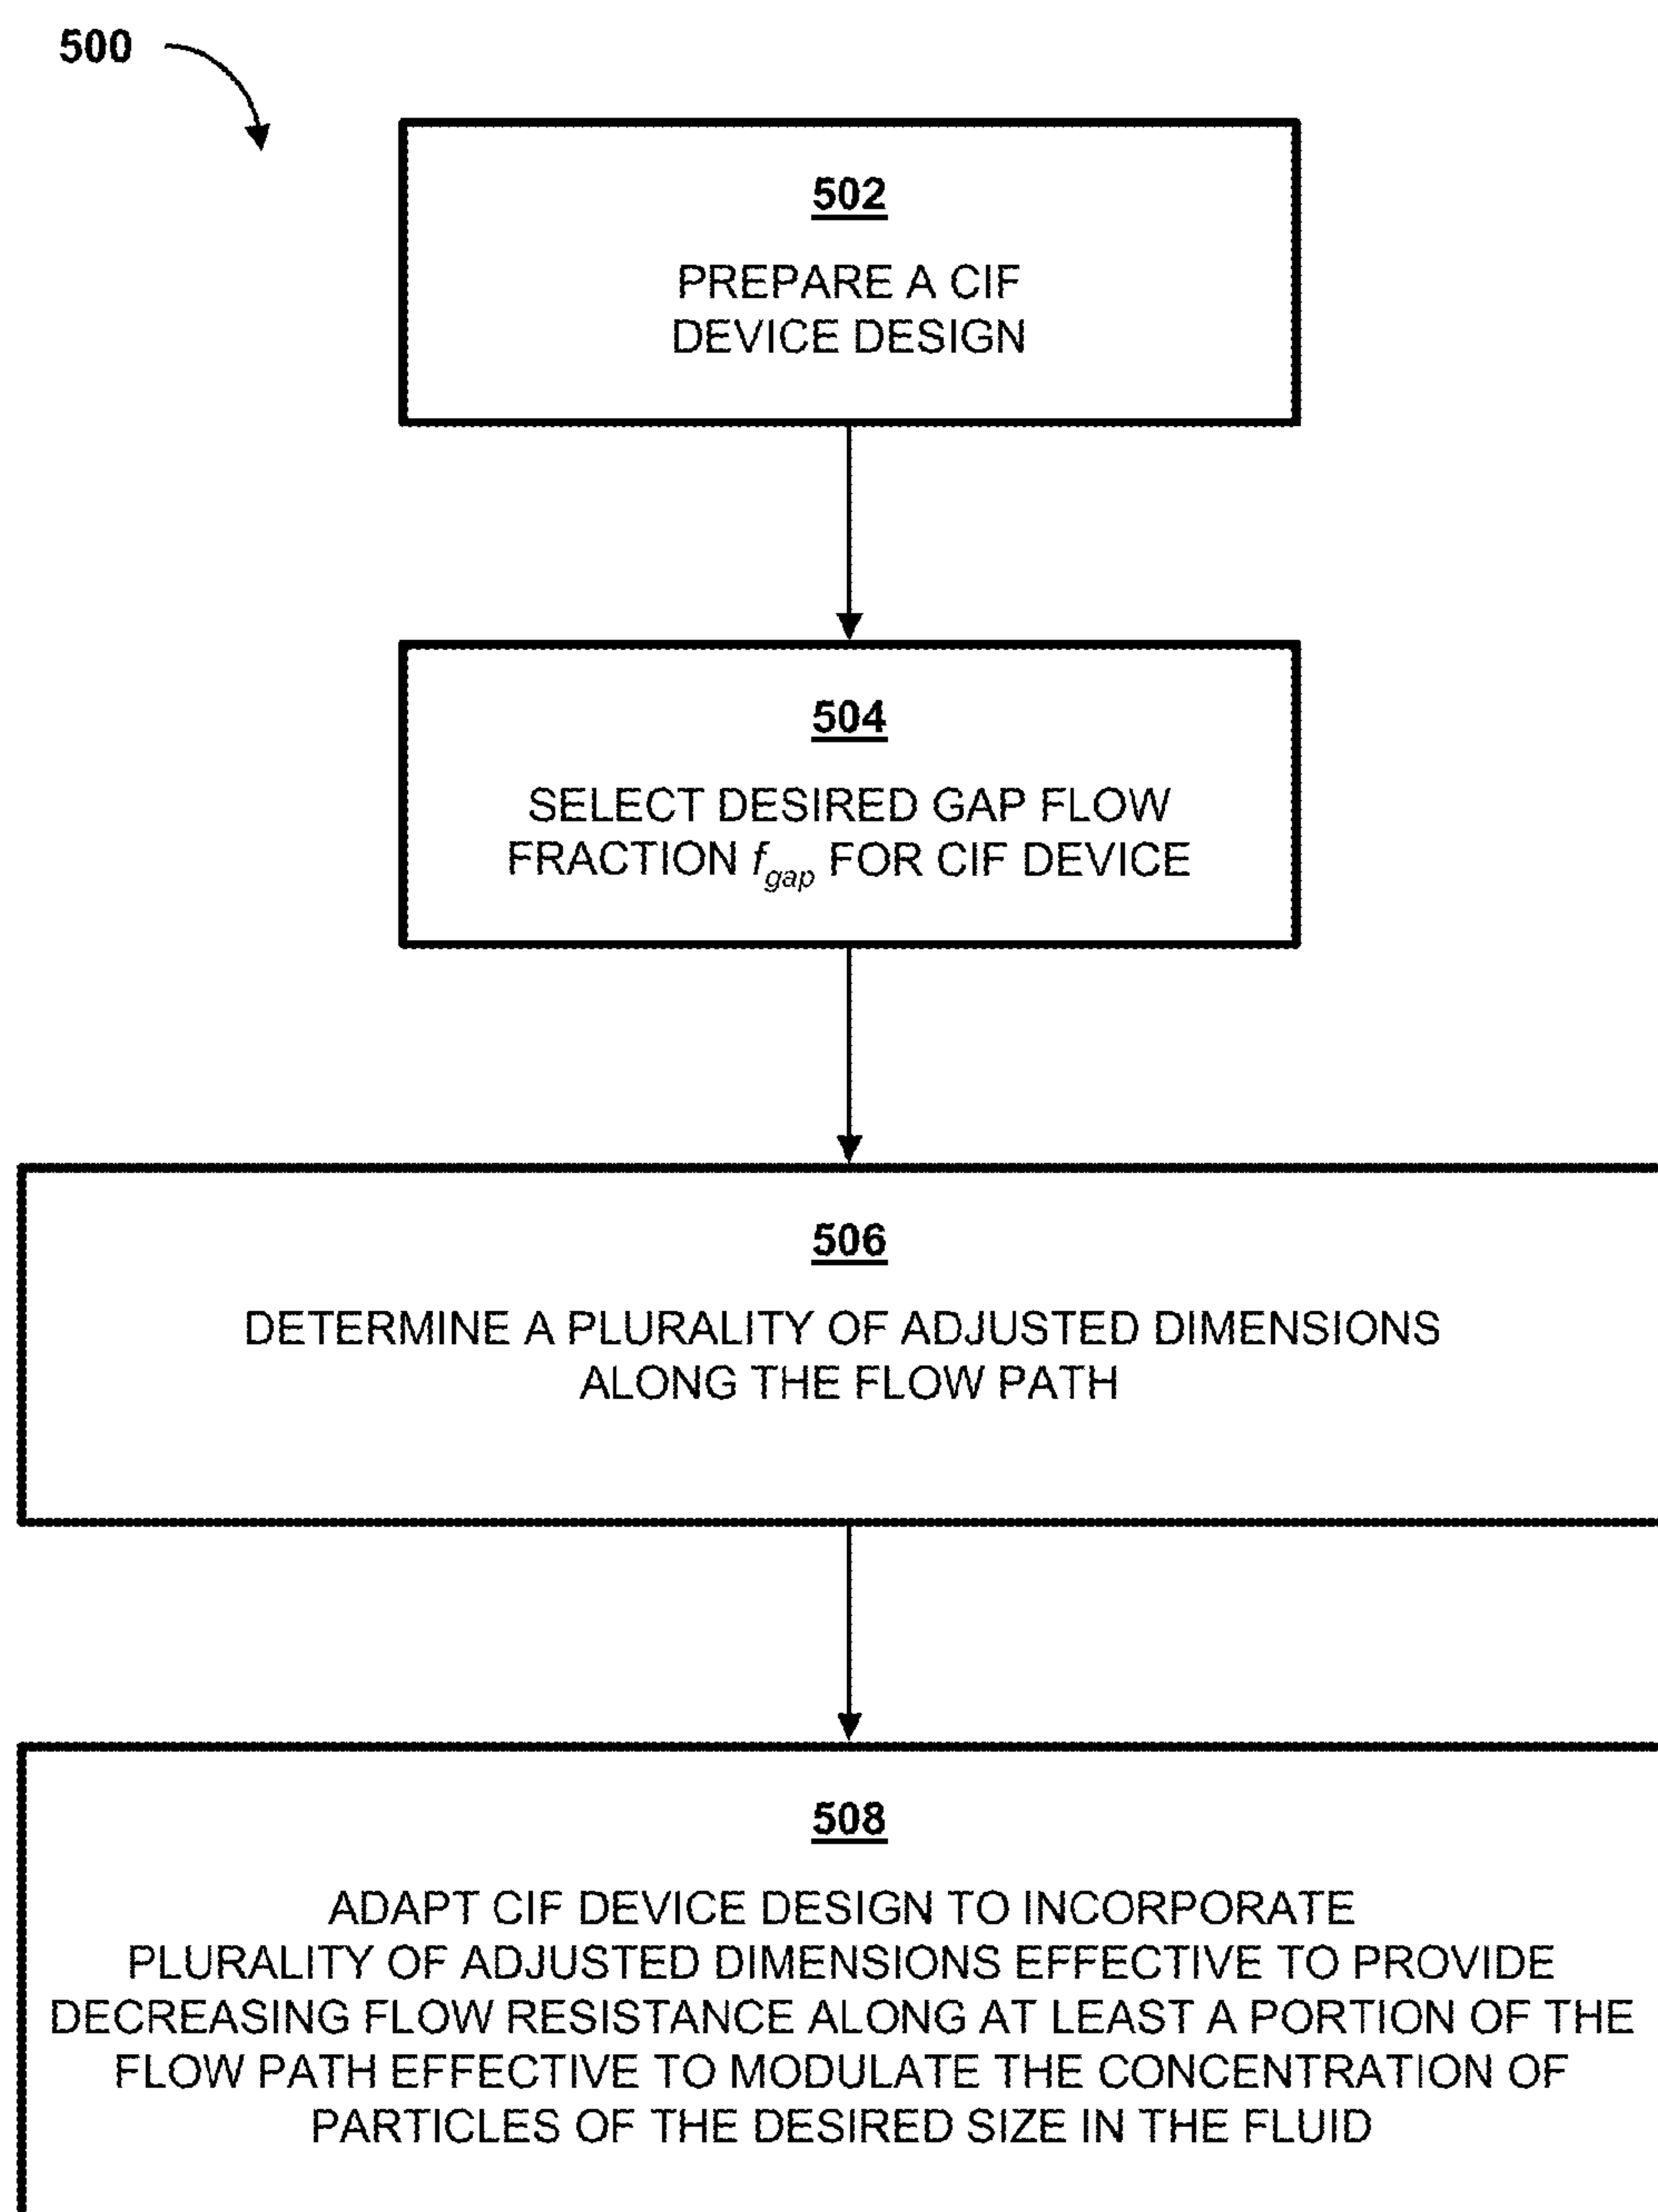 500
502
PREPARE A CIF
DEVICE DESIGN
504
SELECT DESIRED GAP FLOW
FRACTION f_gap FOR CIF DEVICE
506
DETERMINE A PLURALITY OF ADJUSTED DIMENSIONS
ALONG THE FLOW PATH
508
ADAPT CIF DEVICE DESIGN TO INCORPORATE
PLURALITY OF ADJUSTED DIMENSIONS EFFECTIVE TO PROVIDE
DECREASING FLOW RESISTANCE ALONG AT LEAST A PORTION OF THE
FLOW PATH EFFECTIVE TO MODULATE THE CONCENTRATION OF
PARTICLES OF THE DESIRED SIZE IN THE FLUID